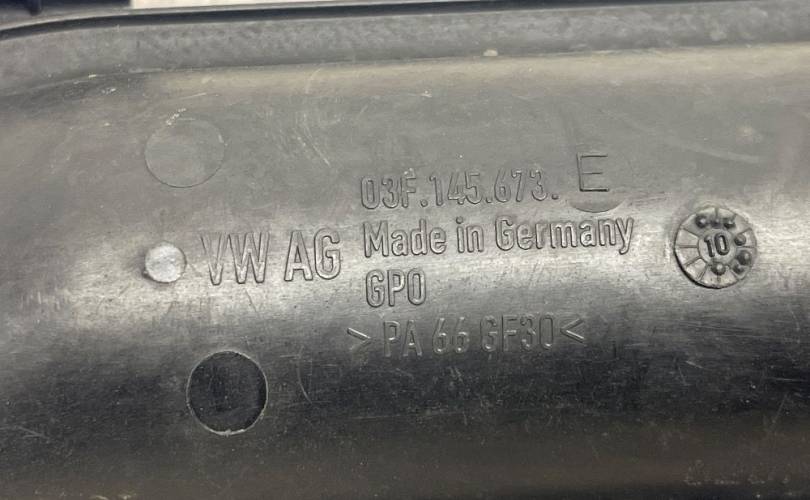 03F.145.673. E
VW AG
Made in Germany
GPO
>PA 66 GF30<
10